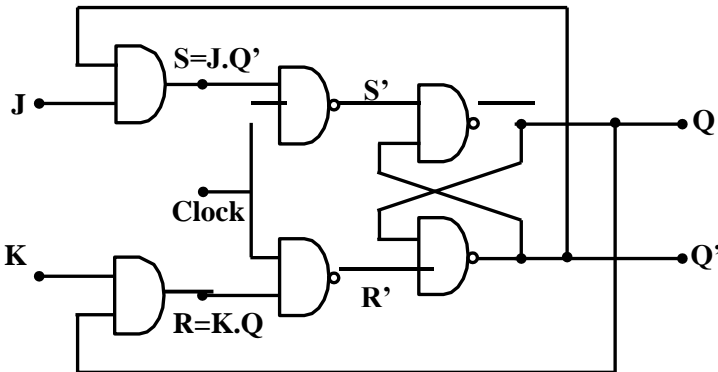 S=J.Q’
J
S’
Q
Clock
K
Q’
R’
R=K.Q